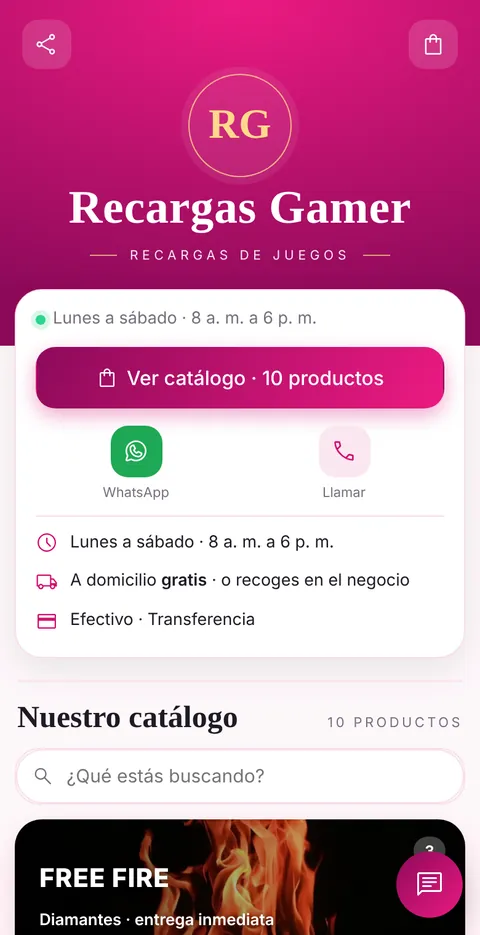 RG
Recargas Gamer
RECARGAS DE JUEGOS
Lunes a sábado · 8 a. m. a 6 p. m.
Ver catálogo · 10 productos
WhatsApp
Llamar
Lunes a sábado · 8 a. m. a 6 p. m.
A domicilio gratis · o recoges en el negocio
Efectivo · Transferencia
Nuestro catálogo
10 PRODUCTOS
¿Qué estás buscando?
3
FREE FIRE
Diamantes · entrega inmediata